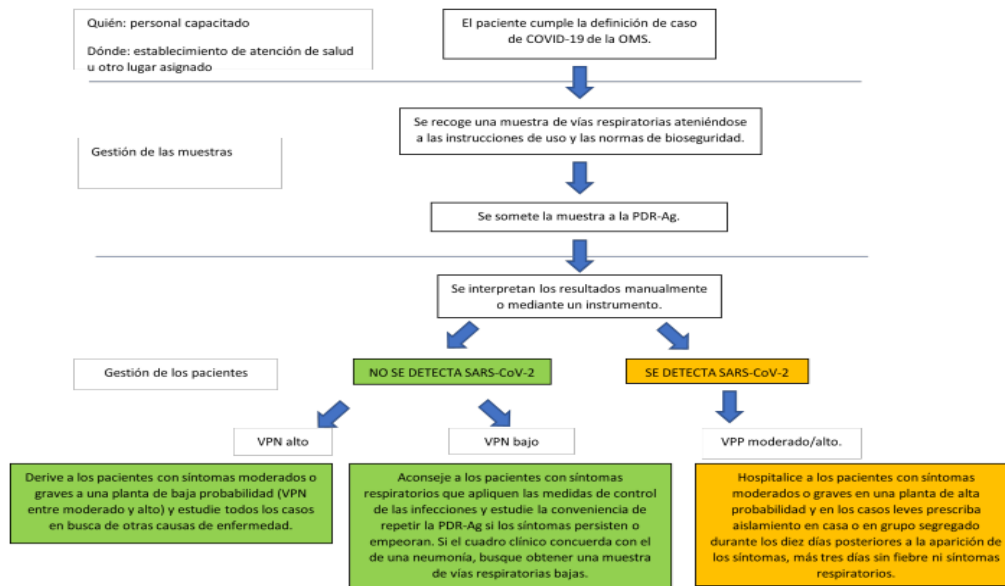 Quién: personal capacitado
Dónde: establecimiento de atención de salud
u otro lugar asignado
El paciente cumple la definición de caso
de COVID-19 de la OMS.
Se recoge una muestra de vías respiratorias ateniéndose
a las instrucciones de uso y las normas de bioseguridad.
Gestión de las muestras
Se somete la muestra a la PDR-Ag.
Se interpretan los resultados manualmente
o mediante un instrumento.
Gestión de los pacientes
NO SE DETECTA SARS-CoV-2
SE DETECTA SARS-CoV-2
VPN alto
VPN bajo
VPP moderado/alto.
Derive a los pacientes con síntomas moderados o
graves a una planta de baja probabilidad (VPN
entre moderado y alto) y estudie todos los casos
en busca de otras causas de enfermedad.
Aconseje a los pacientes con síntomas
respiratorios que apliquen las medidas de control
de las infecciones y estudie la conveniencia de
repetir la PDR-Ag si los síntomas persisten o
empeoran. Si el cuadro clínico concuerda con el
de una neumonía, busque obtener una muestra
de vías respiratorias bajas.
Hospitalice a los pacientes con síntomas
moderados o graves en una planta de alta
probabilidad y en los casos leves prescriba
aislamiento en casa o en grupo segregado
durante los diez días posteriores a la aparición de
los síntomas, más tres días sin fiebre ni síntomas
respiratorios.